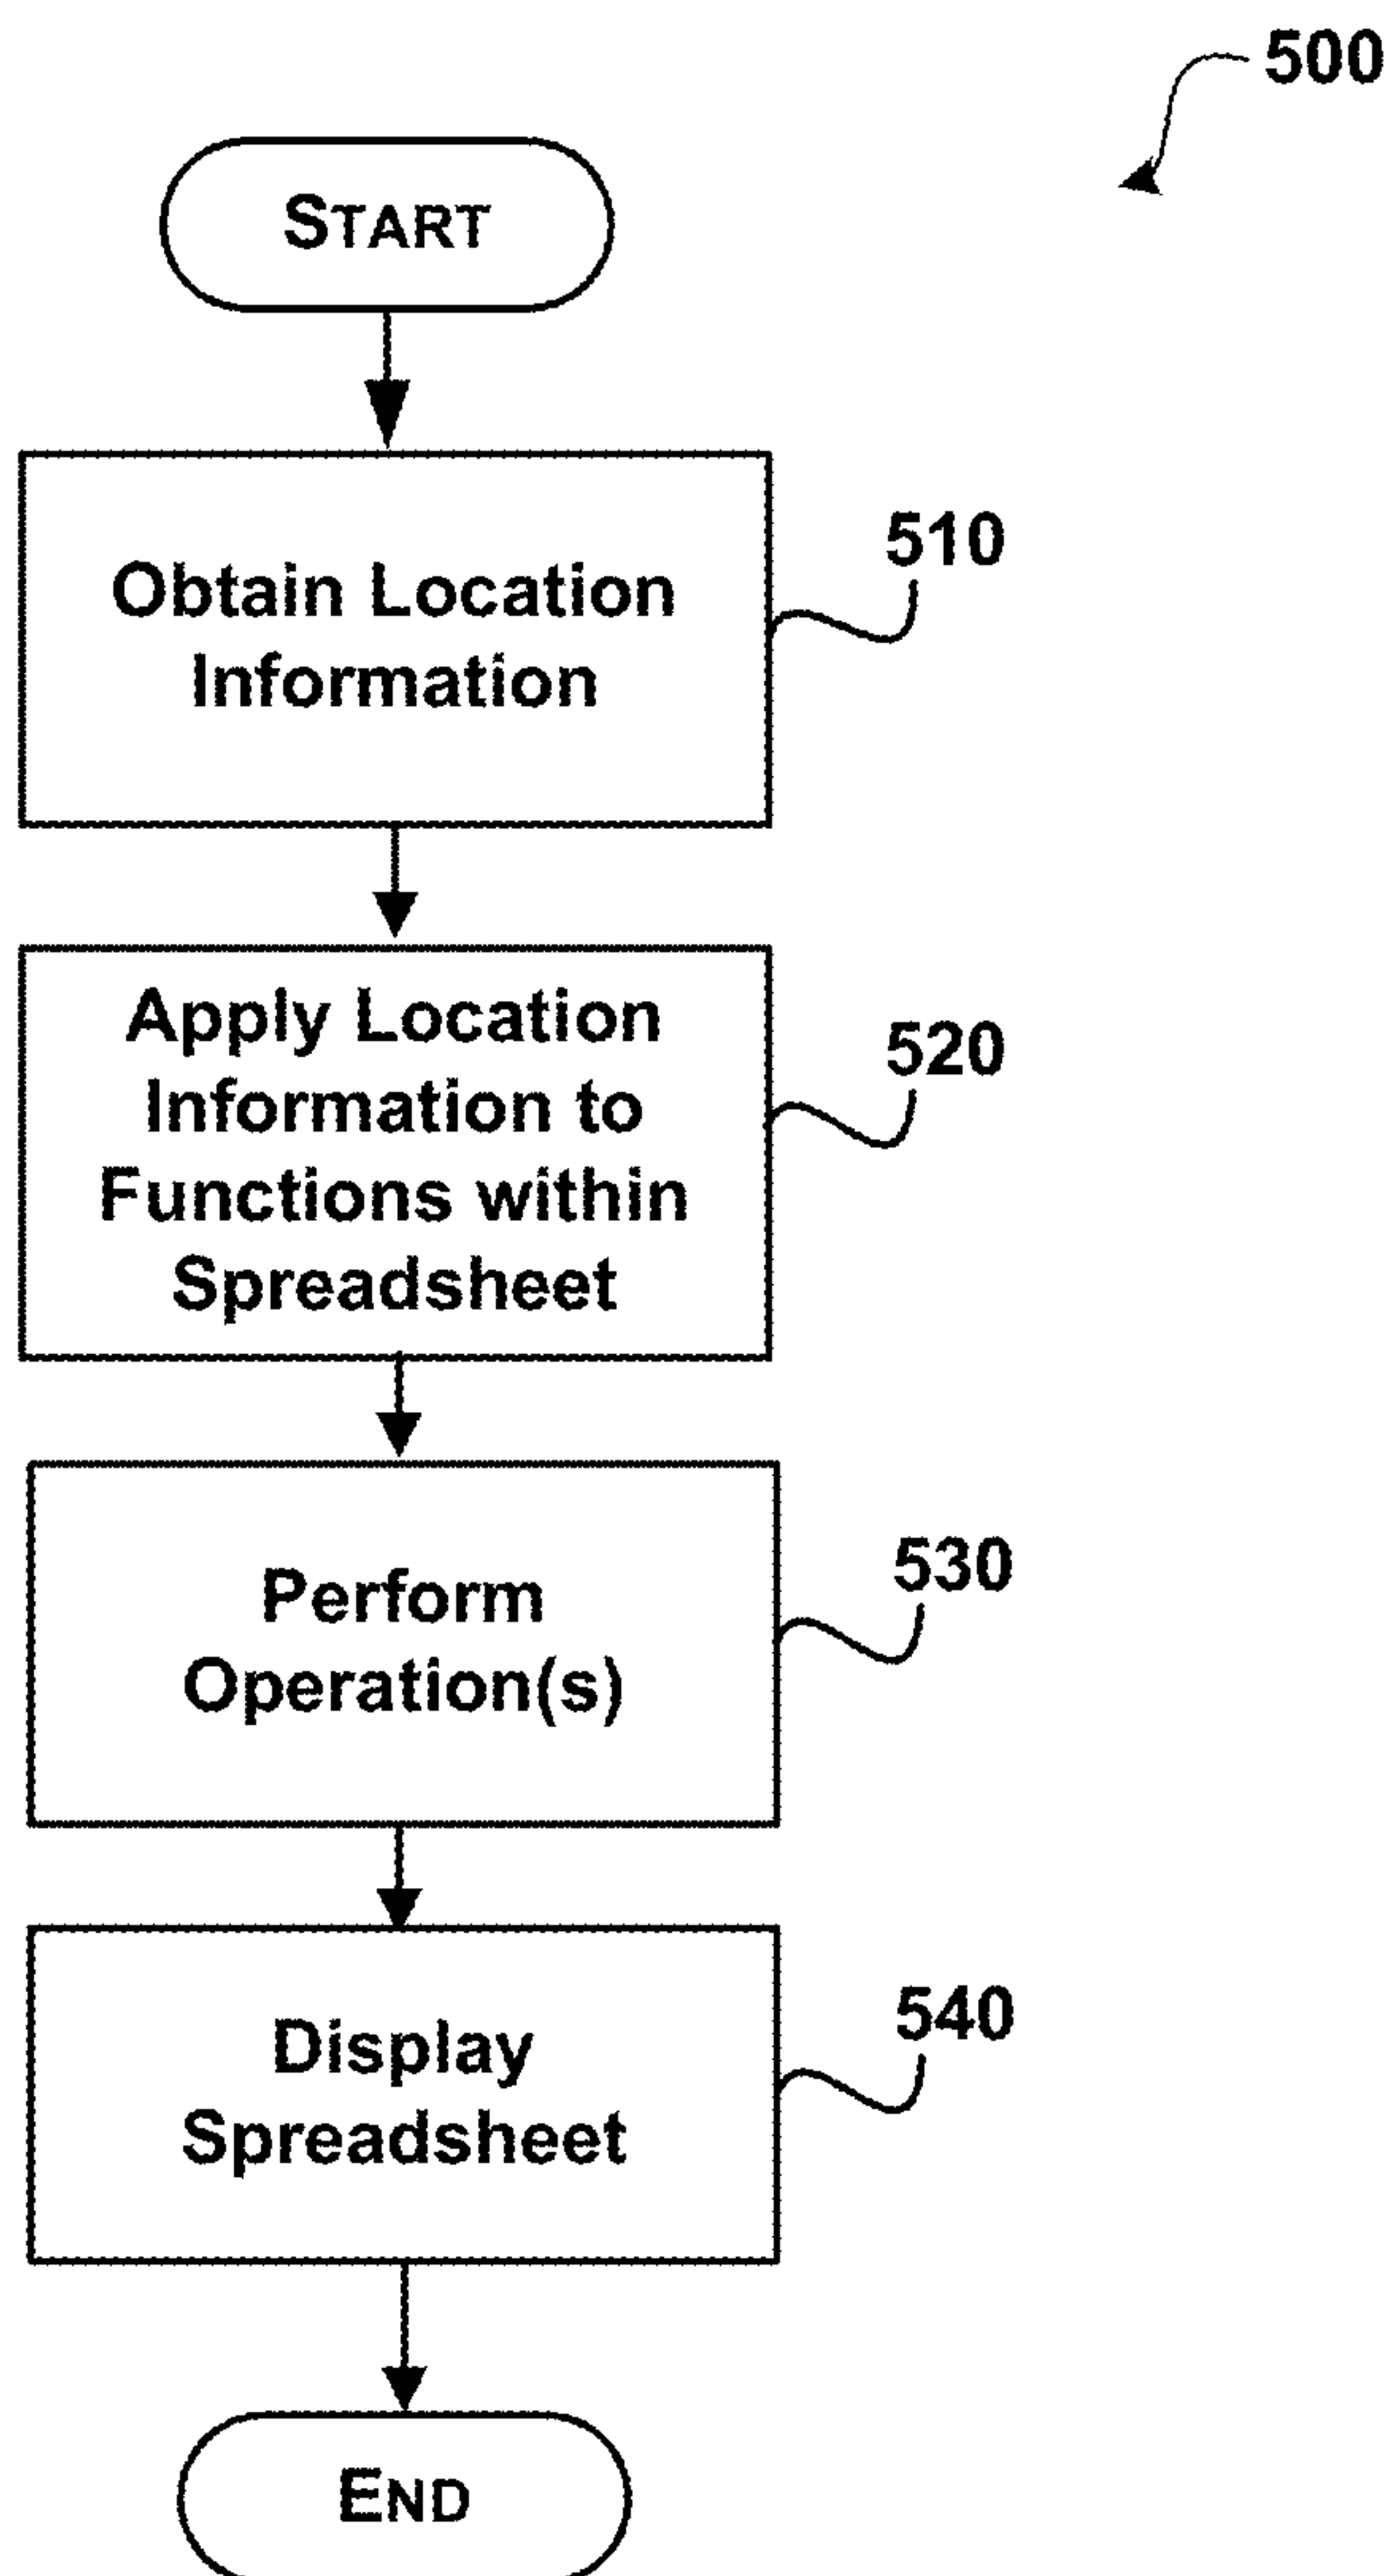 500
START
Obtain Location
Information
510
Apply Location
Information to
Functions within
Spreadsheet
520
Perform
Operation(s)
530
Display
Spreadsheet
540
END